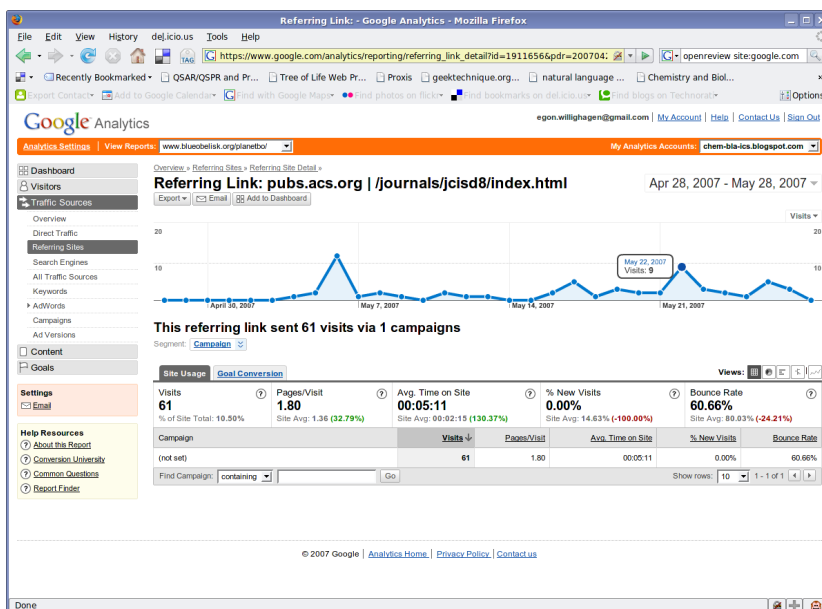 Referring Link: - Google Analytics - Mozilla Firefox
File Edit View History del.icio.us Tools Help
TAG G https://www.google.com/analytics/reporting/referring_link_detail?id=1911656&pdr=2007042 G openreview site:google.com
Recently Bookmarked QSAR/QSPR and Pr... Tree of Life Web Pr... Proxis geektechnique.org... natural language ... Chemistry and Biol...
Export Contact Add to Google Calendar Find with Google Maps Find photos on flickr Find bookmarks on del.icio.us Find blogs on Technorati Options
Google Analytics
egon.willighagen@gmail.com | My Account | Help | Contact Us | Sign Out
Analytics Settings | View Reports: www.blueobelisk.org/planetbo/ My Analytics Accounts: chem-bla-ics.blogspot.com
Dashboard
Visitors
Traffic Sources
Overview
Direct Traffic
Referring Sites
Search Engines
All Traffic Sources
Keywords
AdWords
Campaigns
Ad Versions
Content
Goals
Settings
Email
Help Resources
About this Report
Conversion University
Common Questions
Report Finder
Overview » Referring Sites » Referring Site Detail »
Referring Link: pubs.acs.org | /journals/jcisd8/index.html
Apr 28, 2007 - May 28, 2007
Export Email Add to Dashboard
Visits
20 20
10 10
May 22, 2007
Visits: 9
April 30, 2007 May 7, 2007 May 14, 2007 May 21, 2007
This referring link sent 61 visits via 1 campaigns
Segment: Campaign
Site Usage Goal Conversion Views:
Visits ? Pages/Visit ? Avg. Time on Site ? % New Visits ? Bounce Rate ?
61 1.80 00:05:11 0.00% 60.66%
% of Site Total: 10.50% Site Avg: 1.36 (32.79%) Site Avg: 00:02:15 (130.37%) Site Avg: 14.63% (-100.00%) Site Avg: 80.03% (-24.21%)
Campaign Visits Pages/Visit Avg. Time on Site % New Visits Bounce Rate
(not set) 61 1.80 00:05:11 0.00% 60.66%
Find Campaign: containing Go Show rows: 10 1 - 1 of 1
© 2007 Google | Analytics Home | Privacy Policy | Contact us
Done